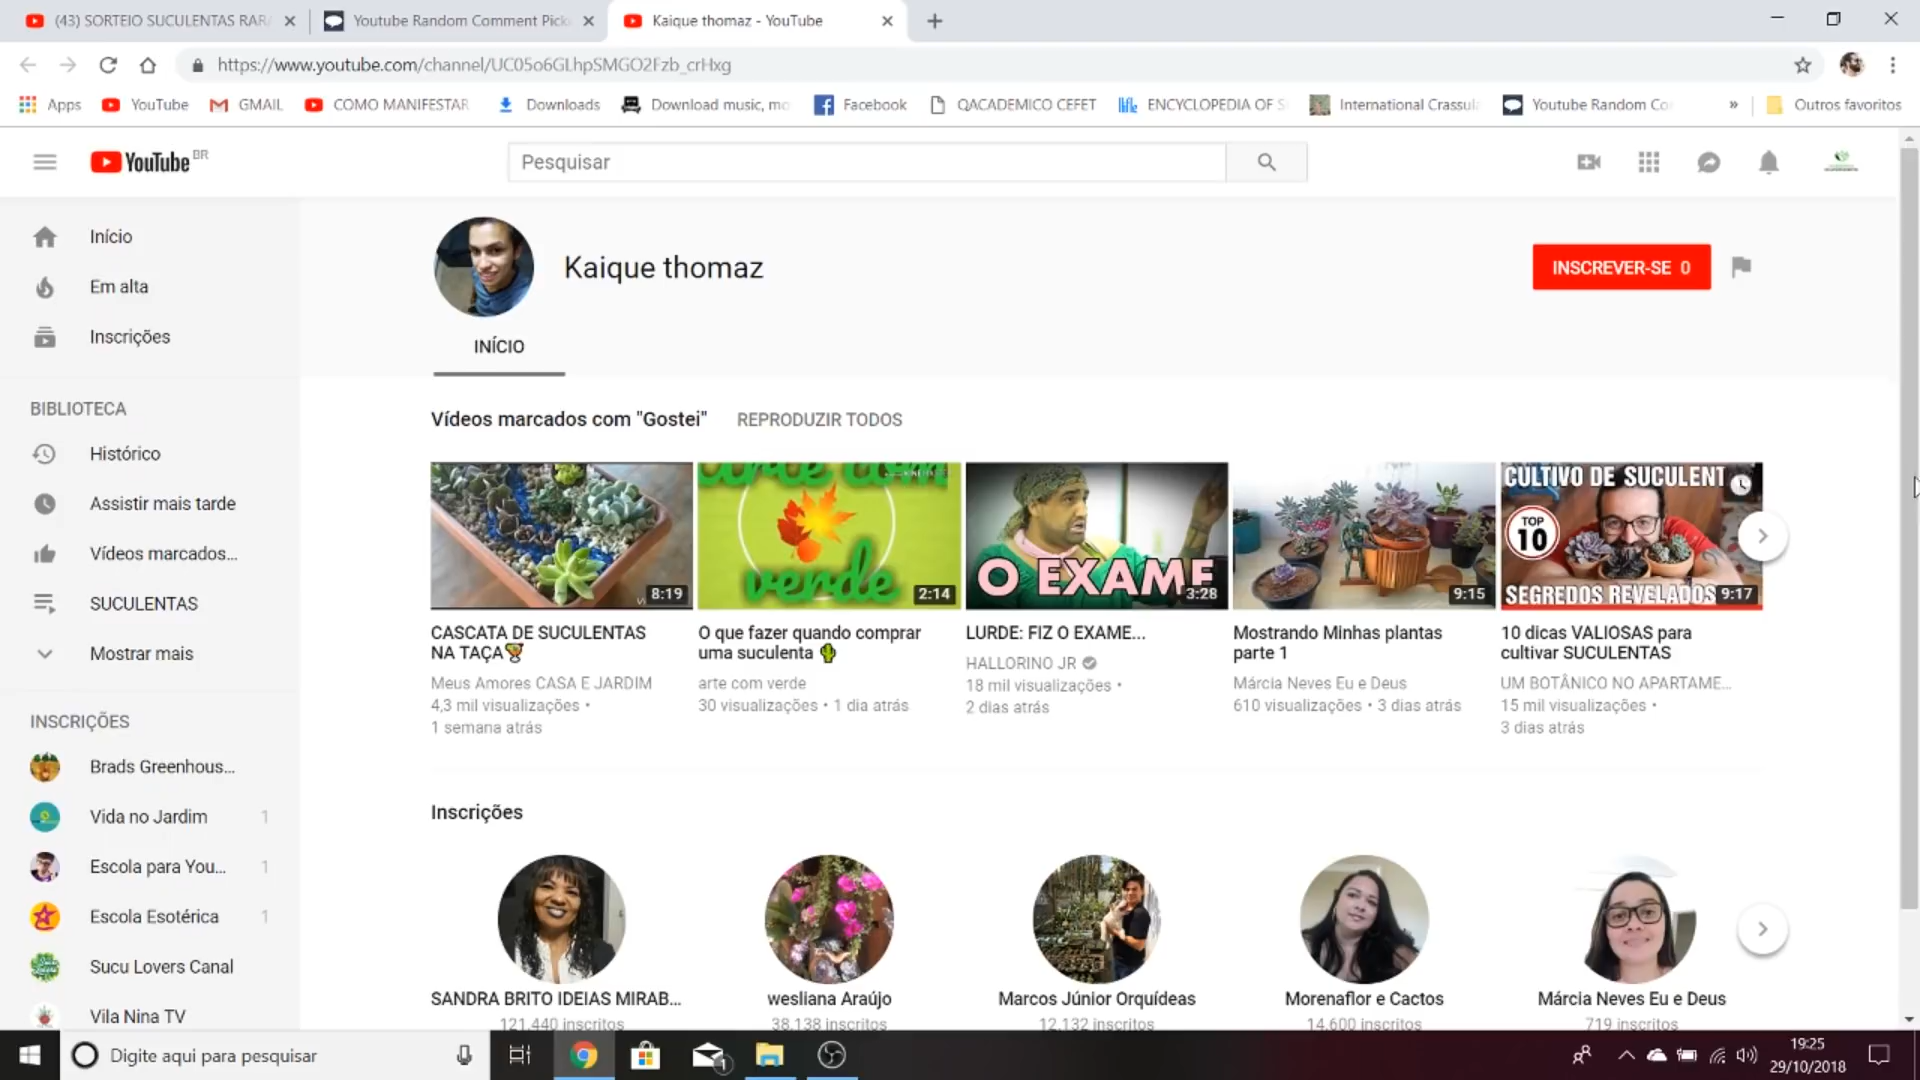 (43) SORTEIO SUCULENTAS RARA
Youtube Random Comment Pick
Kaique thomaz - YouTube
https://www.youtube.com/channel/UC05o6GLhpSMGO2Fzb_crHxg
Apps YouTube GMAIL COMO MANIFESTAR Downloads Download music, mo Facebook QACADEMICO CEFET ENCYCLOPEDIA OF S International Crassula Youtube Random Co » Outros favoritos
YouTube BR
Pesquisar
Início
Em alta
Inscrições
BIBLIOTECA
Histórico
Assistir mais tarde
Vídeos marcados...
SUCULENTAS
Mostrar mais
INSCRIÇÕES
Brads Greenhous...
Vida no Jardim 1
Escola para You... 1
Escola Esotérica 1
Sucu Lovers Canal
Vila Nina TV
Kaique thomaz
INSCREVER-SE 0
INÍCIO
Vídeos marcados com "Gostei" REPRODUZIR TODOS
8:19
arte com
verde
2:14
O EXAME
3:28
9:15
CULTIVO DE SUCULENT
TOP
10
SEGREDOS REVELADOS
9:17
CASCATA DE SUCULENTAS
NA TAÇA🍹
Meus Amores CASA E JARDIM
4,3 mil visualizações •
1 semana atrás
O que fazer quando comprar
uma suculenta 🌵
arte com verde
30 visualizações • 1 dia atrás
LURDE: FIZ O EXAME...
HALLORINO JR
18 mil visualizações •
2 dias atrás
Mostrando Minhas plantas
parte 1
Márcia Neves Eu e Deus
610 visualizações • 3 dias atrás
10 dicas VALIOSAS para
cultivar SUCULENTAS
UM BOTÂNICO NO APARTAME...
15 mil visualizações •
3 dias atrás
Inscrições
SANDRA BRITO IDEIAS MIRAB...
121.440 inscritos
wesliana Araújo
38.138 inscritos
Marcos Júnior Orquídeas
12.132 inscritos
Morenaflor e Cactos
14.600 inscritos
Márcia Neves Eu e Deus
719 inscritos
Digite aqui para pesquisar
1
19:25
29/10/2018